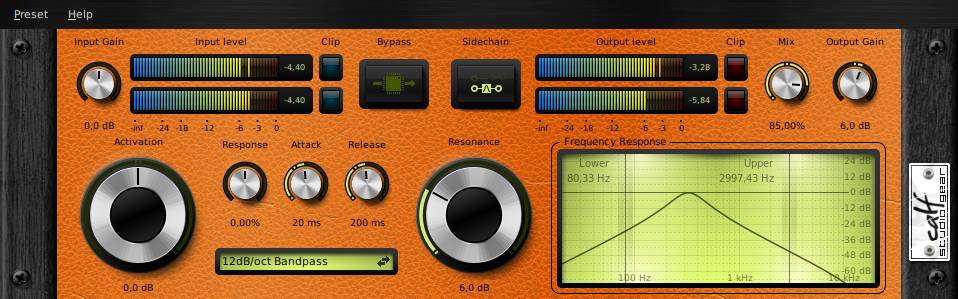 Preset Help
Input Gain Input level Clip Bypass Sidechain Output level Clip Mix Output Gain
-4,40 -3,28
-4,40 -5,84
0,0 dB -inf -24 -18 -12 -6 -3 0 -inf -24 -18 -12 -6 -3 0 85,00% 6,0 dB
Activation Response Attack Release Resonance Frequency Response
Lower Upper 24 dB
80,33 Hz 2997,43 Hz 12 dB
0 dB
-12 dB
0,00% 20 ms 200 ms -24 dB
-36 dB
12dB/oct Bandpass -48 dB
-60 dB
100 Hz 1 kHz 10 kHz
0,0 dB 6,0 dB
calf
studio gear